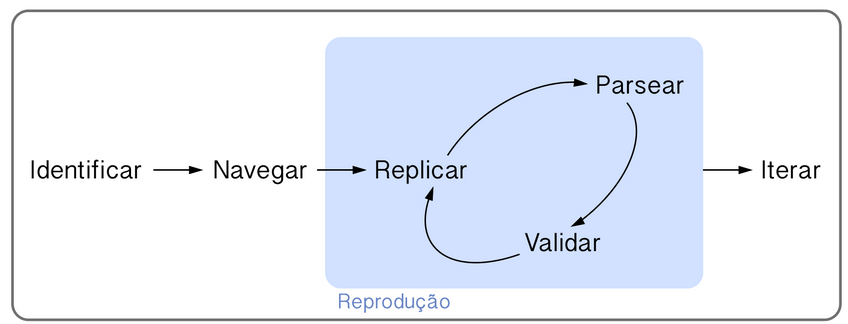 Parsear
Identificar
Navegar
Replicar
Iterar
Validar
Reprodução